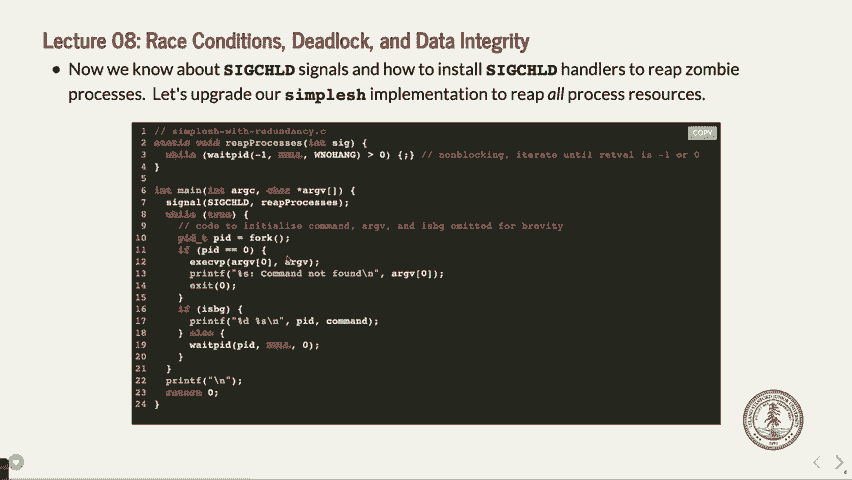 Lecture 08: Race Conditions, Deadlock, and Data Integrity
• Now we know about SIGCHLD signals and how to install SIGCHLD handlers to reap zombie
processes. Let's upgrade our simplesh implementation to reap all process resources.
COPY
1 // simplesh-with-redundancy.c
2 static void reapProcesses(int sig) {
3 while (waitpid(-1, NULL, WNOHANG) > 0) {;} // nonblocking, iterate until retval is -1 or 0
4 }
5
6 int main(int argc, char *argv[]) {
7 signal(SIGCHLD, reapProcesses);
8 while (true) {
9 // code to initialize command, argv, and isbg omitted for brevity
10 pid_t pid = fork();
11 if (pid == 0) {
12 execvp(argv[0], argv);
13 printf("%s: Command not found\n", argv[0]);
14 exit(0);
15 }
16 if (isbg) {
17 printf("%d %s\n", pid, command);
18 } else {
19 waitpid(pid, NULL, 0);
20 }
21 }
22 printf("\n");
23 return 0;
24 }